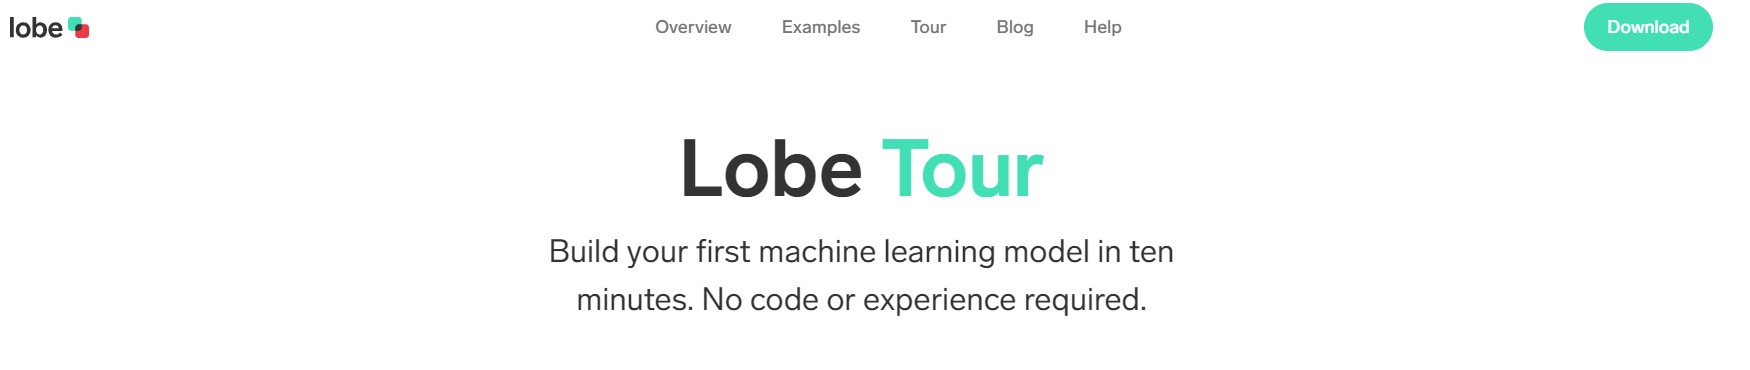 lobe
Overview Examples Tour Blog Help
Download
Lobe Tour
Build your first machine learning model in ten
minutes. No code or experience required.